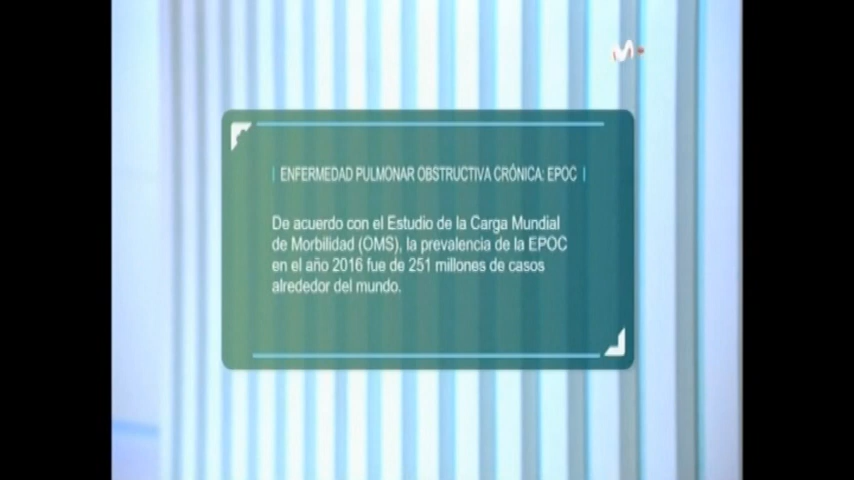 M+
| ENFERMEDAD PULMONAR OBSTRUCTIVA CRÓNICA: EPOC |
De acuerdo con el Estudio de la Carga Mundial
de Morbilidad (OMS), la prevalencia de la EPOC
en el año 2016 fue de 251 millones de casos
alrededor del mundo.